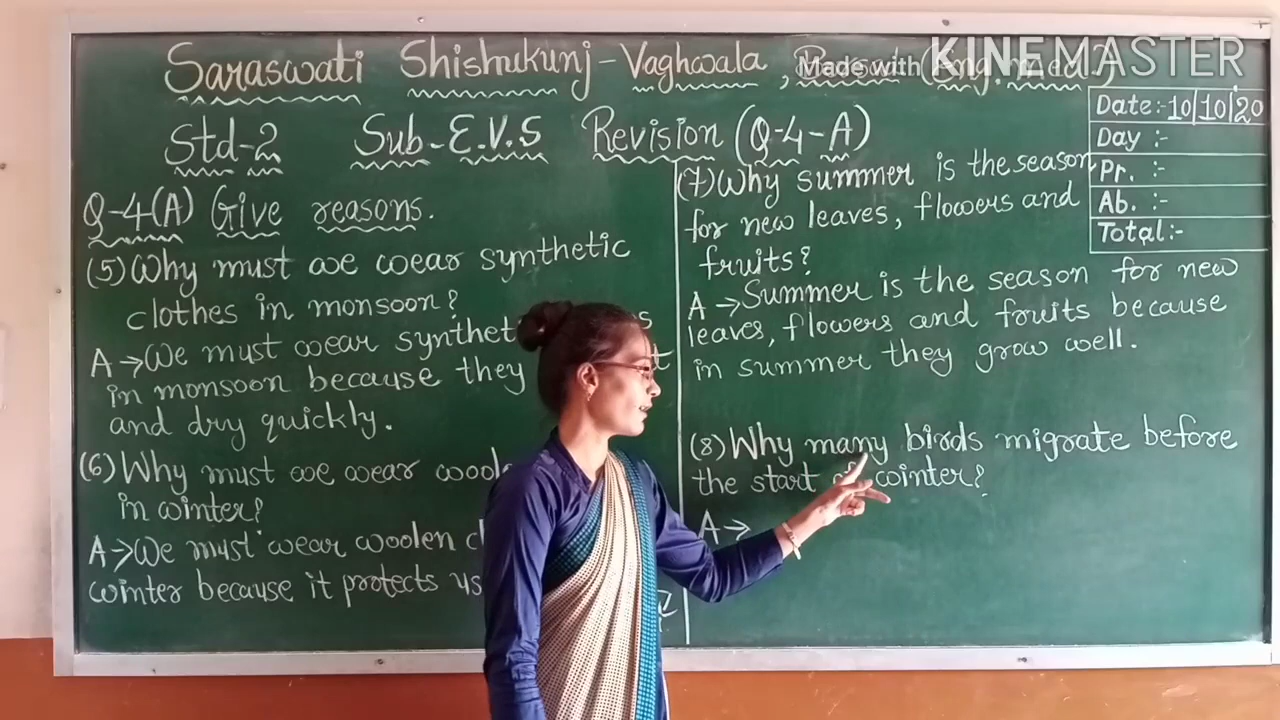 Saraswati Shishukunj-Vaghwala, (Eng. med.)
Made with KINEMASTER
Std-2 Sub-E.V.S Revision (Q-4-A)
Date:-10/10/20
Day :-
Pr. :-
Ab. :-
Total:-
Q-4(A) Give reasons.
(5) Why must we wear synthetic
clothes in monsoon?
A → We must wear
in monsoon because they
and dry quickly.
(6) Why must we wear
in winter?
A → We must wear woolen
winter because it protects us
(7) Why summer is the season
for new leaves, flowers and
fruits?
A → Summer is the season for new
leaves, flowers and fruits because
in summer they grow well.
(8) Why many birds migrate before
the start of winter?
A →